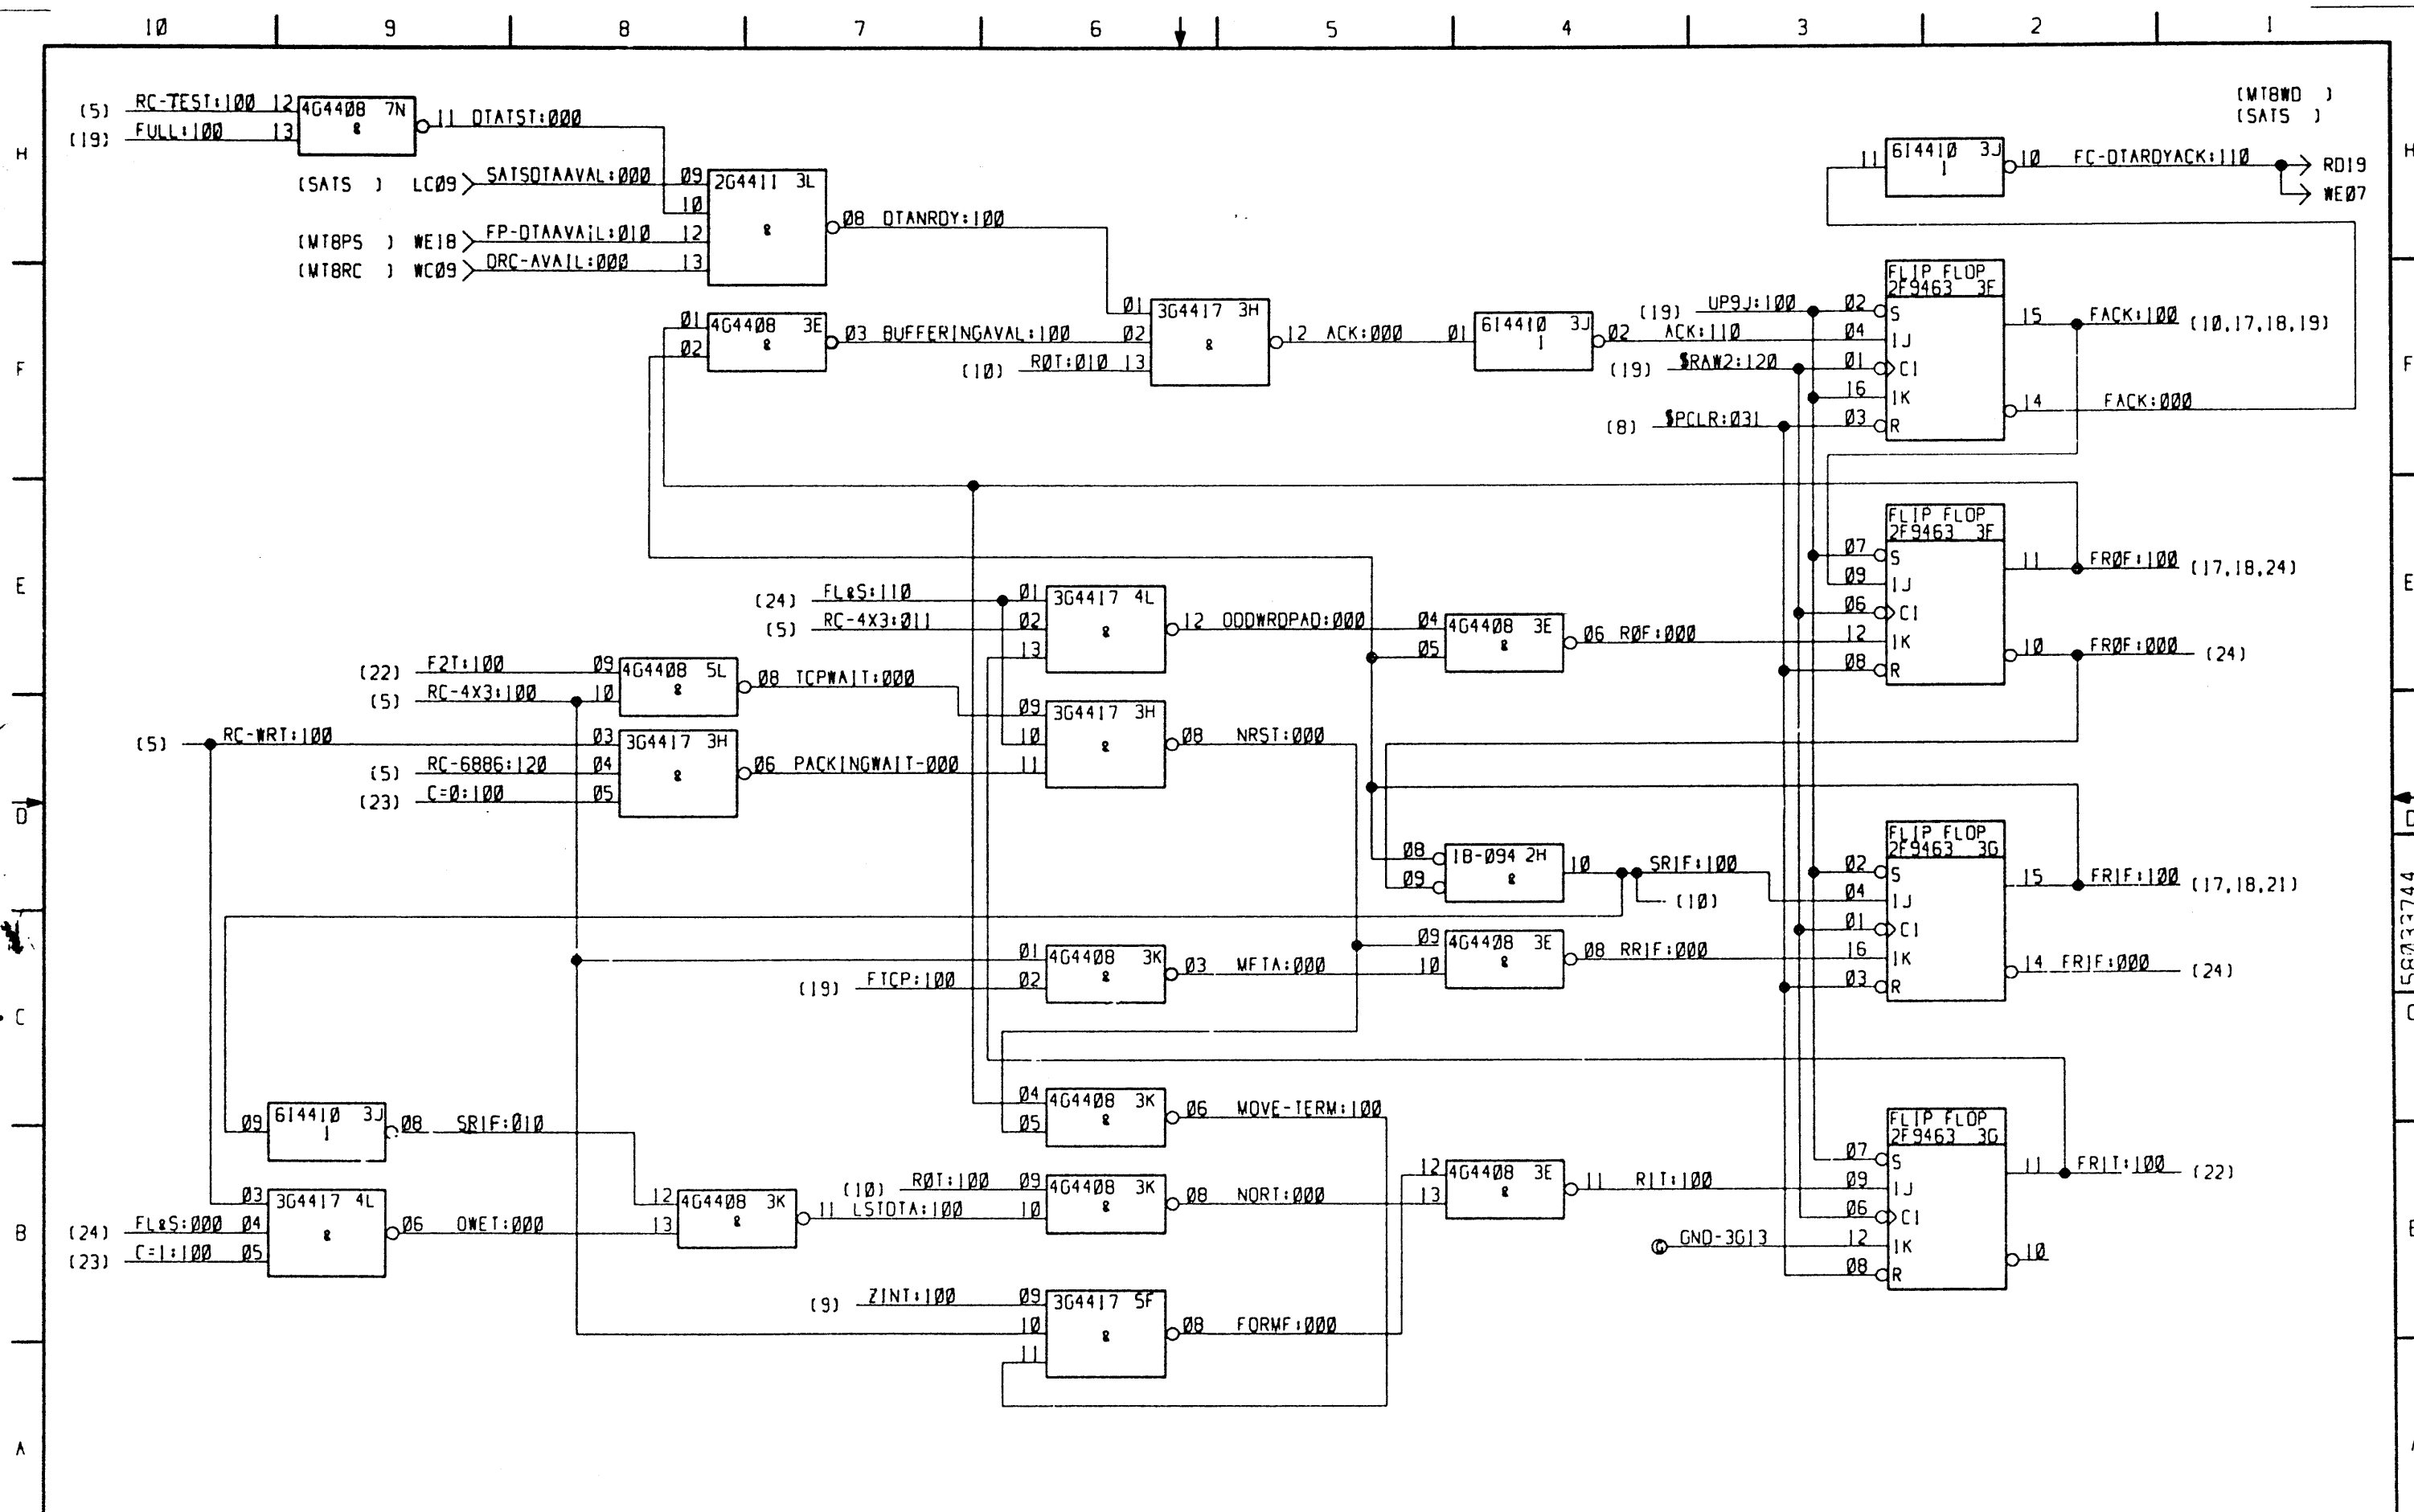 10 9 8 7 6 5 4 3 2 1
(5) RC-TEST:100 12 4G4408 7N 11 DTATST:000
(19) FULL:100 13 &
(MT8WD )
(SATS )
H H
11 6I4410 3J 10 FC-DTARDYACK:110 RD19
1
WE07
(SATS ) LC09 SATSDTAAVAL:000 09 2G4411 3L
10
& 08 DTANRDY:100
(MT8PS ) WE18 FP-DTAAVAIL:010 12
(MT8RC ) WC09 DRC-AVAIL:000 13
01 4G4408 3E 03 BUFFERINGAVAL:100
02 &
01 3G4417 3H 12 ACK:000
02 &
(10) R0T:010 13
01 6I4410 3J 02 ACK:110
1
FLIP FLOP
2F9463 3F
(19) UP9J:100 02 S 15 FACK:100 (10,17,18,19)
04 1J
(19) $RAW2:120 01 C1
16 1K 14 FACK:000
(8) $PCLR:031 03 R
F F
FLIP FLOP
2F9463 3F
07 S 11 FR0F:100 (17,18,24)
09 1J
06 C1
12 1K 10 FR0F:000 (24)
08 R
E E
(24) FL&S:110 01 3G4417 4L 12 ODDWRDPAD:000
(5) RC-4X3:011 02 &
13
04 4G4408 3E 06 R0F:000
05 &
(22) F2T:100 09 4G4408 5L 08 TCPWAIT:000
(5) RC-4X3:100 10 &
09 3G4417 3H 08 NRST:000
10 &
11
(5) RC-WRT:100 03 3G4417 3H 06 PACKINGWAIT-000
(5) RC-6886:120 04 &
(23) C=0:100 05
D D
08 1B-094 2H 10 SR1F:100
09 &
(10)
FLIP FLOP
2F9463 3G
02 S 15 FR1F:100 (17,18,21)
04 1J
01 C1
16 1K 14 FR1F:000 (24)
03 R
58033744
01 4G4408 3K 03 MFTA:000
(19) FTCP:100 02 &
09 4G4408 3E 08 RR1F:000
10 &
C C
09 6I4410 3J 08 SR1F:010
1
04 4G4408 3K 06 MOVE-TERM:100
05 &
FLIP FLOP
2F9463 3G
07 S 11 FR1T:100 (22)
09 1J
06 C1
GND-3G13 12 1K 10
08 R
03 3G4417 4L 06 OWET:000
(24) FL&S:000 04 &
(23) C=1:100 05
12 4G4408 3K 11 LSTDTA:100
13 &
(10) R0T:100 09 4G4408 3K 08 NORT:000
10 &
12 4G4408 3E 11 R1T:100
13 &
B
(9) ZINT:100 09 3G4417 5F 08 FORMF:000
10 &
11
A